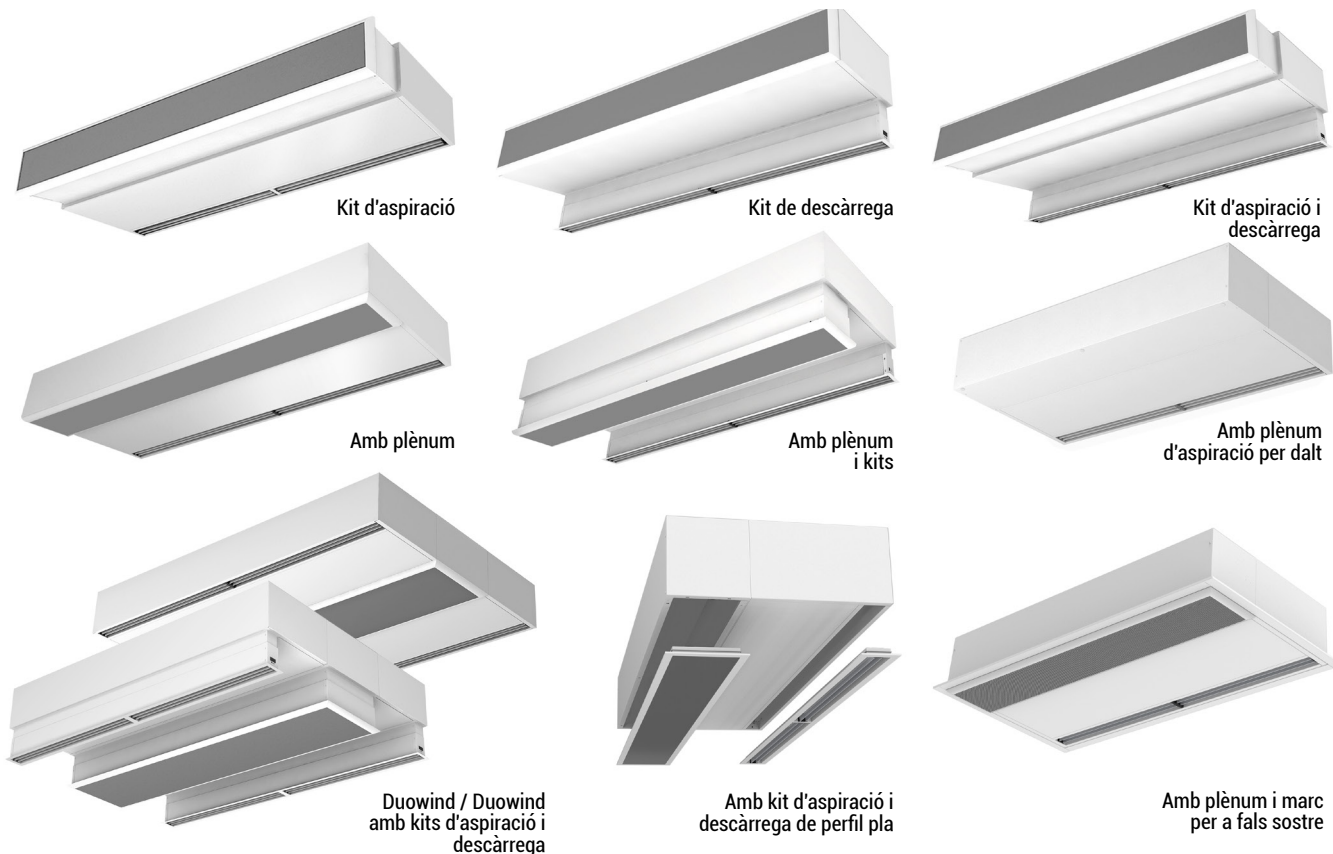 Kit d'aspiració
Kit de descàrrega
Kit d'aspiració i
descàrrega
Amb plènum
Amb plènum
i kits
Amb plènum
d'aspiració per dalt
Duowind / Duowind
amb kits d'aspiració i
descàrrega
Amb kit d'aspiració i
descàrrega de perfil pla
Amb plènum i marc
per a fals sostre